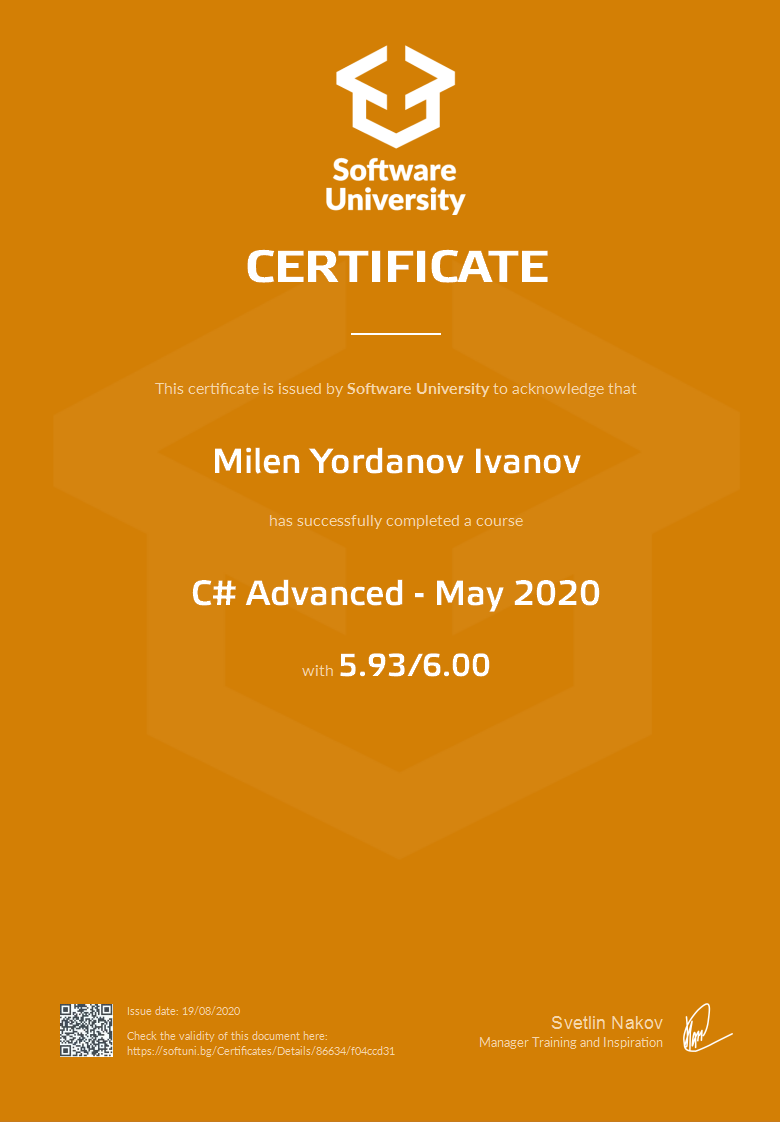 Software
University
CERTIFICATE
This certificate is issued by Software University to acknowledge that
Milen Yordanov Ivanov
has successfully completed a course
C# Advanced - May 2020
with 5.93/6.00
Issue date: 19/08/2020
Check the validity of this document here:
https://softuni.bg/Certificates/Details/86634/f04ccd31
Svetlin Nakov
Manager Training and Inspiration